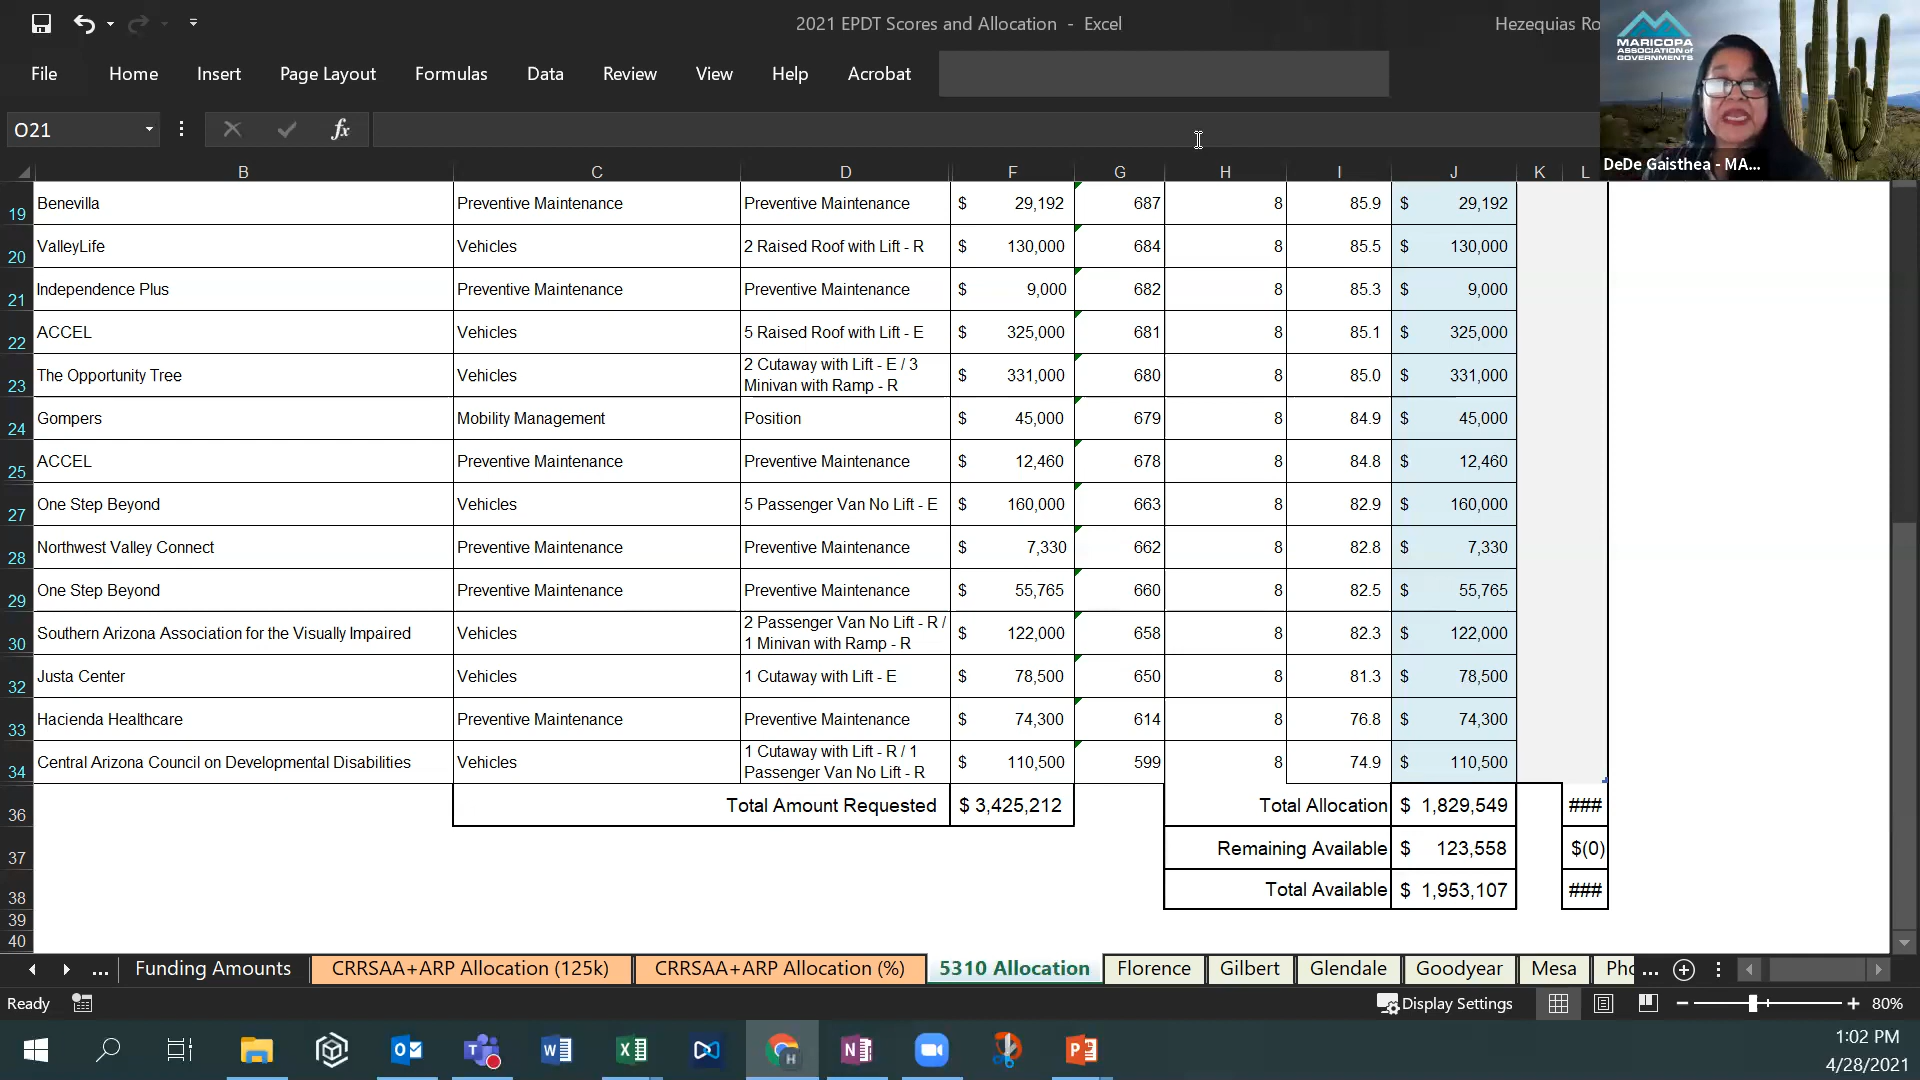 2021 EPDT Scores and Allocation - Excel
Hezequias Ro
File Home Insert Page Layout Formulas Data Review View Help Acrobat
MARICOPA
ASSOCIATION of
GOVERNMENTS
DeDe Gaisthea - MA...
O21 fx
B C D F G H I J K L
19 Benevilla Preventive Maintenance Preventive Maintenance $ 29,192 687 8 85.9 $ 29,192
20 ValleyLife Vehicles 2 Raised Roof with Lift - R $ 130,000 684 8 85.5 $ 130,000
21 Independence Plus Preventive Maintenance Preventive Maintenance $ 9,000 682 8 85.3 $ 9,000
22 ACCEL Vehicles 5 Raised Roof with Lift - E $ 325,000 681 8 85.1 $ 325,000
23 The Opportunity Tree Vehicles 2 Cutaway with Lift - E / 3
Minivan with Ramp - R $ 331,000 680 8 85.0 $ 331,000
24 Gompers Mobility Management Position $ 45,000 679 8 84.9 $ 45,000
25 ACCEL Preventive Maintenance Preventive Maintenance $ 12,460 678 8 84.8 $ 12,460
27 One Step Beyond Vehicles 5 Passenger Van No Lift - E $ 160,000 663 8 82.9 $ 160,000
28 Northwest Valley Connect Preventive Maintenance Preventive Maintenance $ 7,330 662 8 82.8 $ 7,330
29 One Step Beyond Preventive Maintenance Preventive Maintenance $ 55,765 660 8 82.5 $ 55,765
30 Southern Arizona Association for the Visually Impaired Vehicles 2 Passenger Van No Lift - R /
1 Minivan with Ramp - R $ 122,000 658 8 82.3 $ 122,000
32 Justa Center Vehicles 1 Cutaway with Lift - E $ 78,500 650 8 81.3 $ 78,500
33 Hacienda Healthcare Preventive Maintenance Preventive Maintenance $ 74,300 614 8 76.8 $ 74,300
34 Central Arizona Council on Developmental Disabilities Vehicles 1 Cutaway with Lift - R / 1
Passenger Van No Lift - R $ 110,500 599 8 74.9 $ 110,500
36 Total Amount Requested $ 3,425,212 Total Allocation $ 1,829,549 ###
37 Remaining Available $ 123,558 $(0)
38 Total Available $ 1,953,107 ###
39
40
... Funding Amounts CRRSAA+ARP Allocation (125k) CRRSAA+ARP Allocation (%) 5310 Allocation Florence Gilbert Glendale Goodyear Mesa Pho ...
Ready Display Settings 80%
1:02 PM
4/28/2021